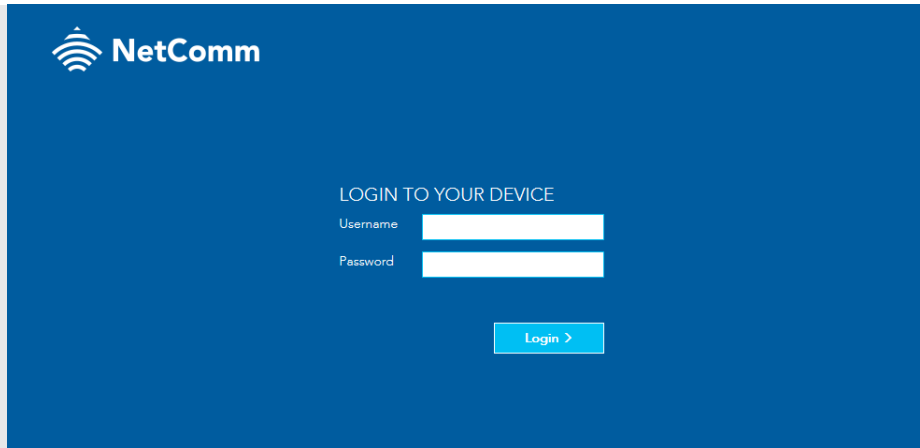 NetComm
LOGIN TO YOUR DEVICE
Username
Password
Login >